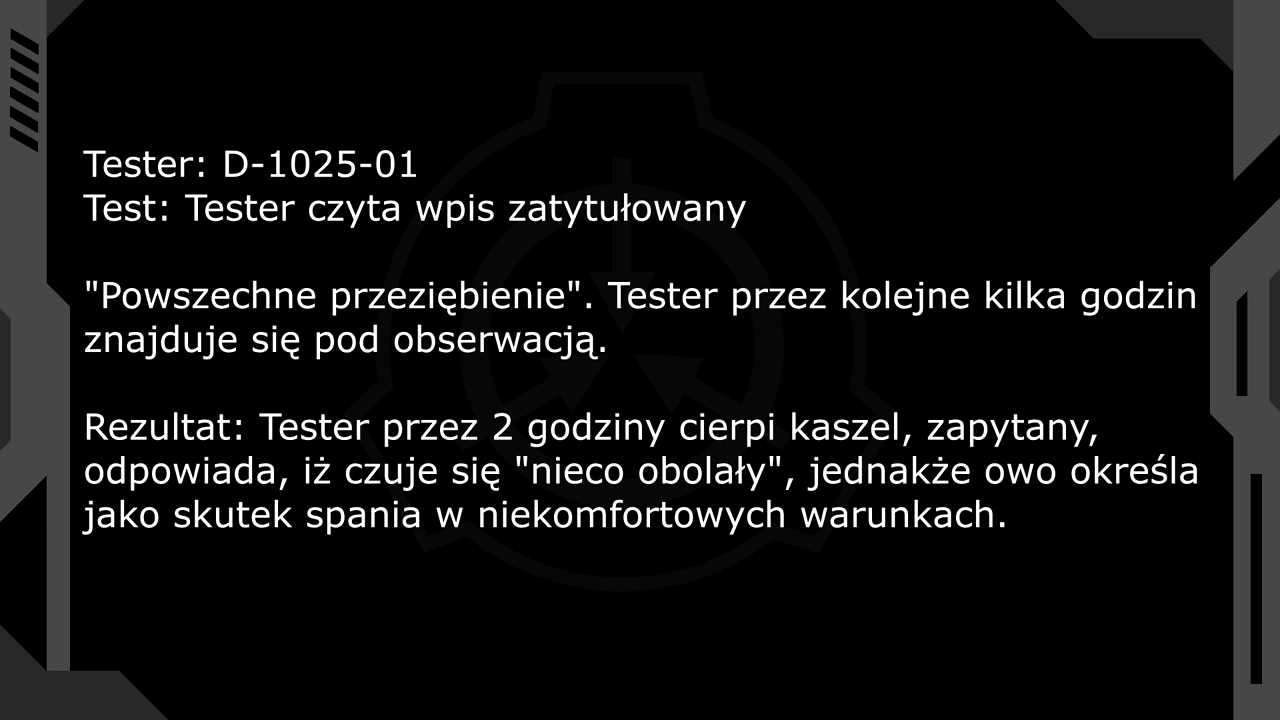 Tester: D-1025-01
Test: Tester czyta wpis zatytułowany
"Powszechne przeziębienie". Tester przez kolejne kilka godzin
znajduje się pod obserwacją.
Rezultat: Tester przez 2 godziny cierpi kaszel, zapytany,
odpowiada, iż czuje się "nieco obolały", jednakże owo określa
jako skutek spania w niekomfortowych warunkach.